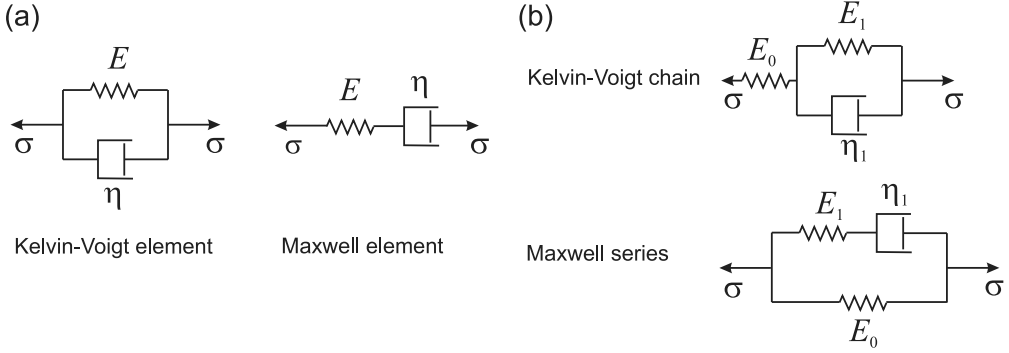 (a)
E
σ
σ
η
Kelvin-Voigt element
E
η
σ
σ
Maxwell element
(b)
Kelvin-Voigt chain
E₀
E₁
σ
σ
η₁
Maxwell series
E₁
η₁
σ
σ
E₀